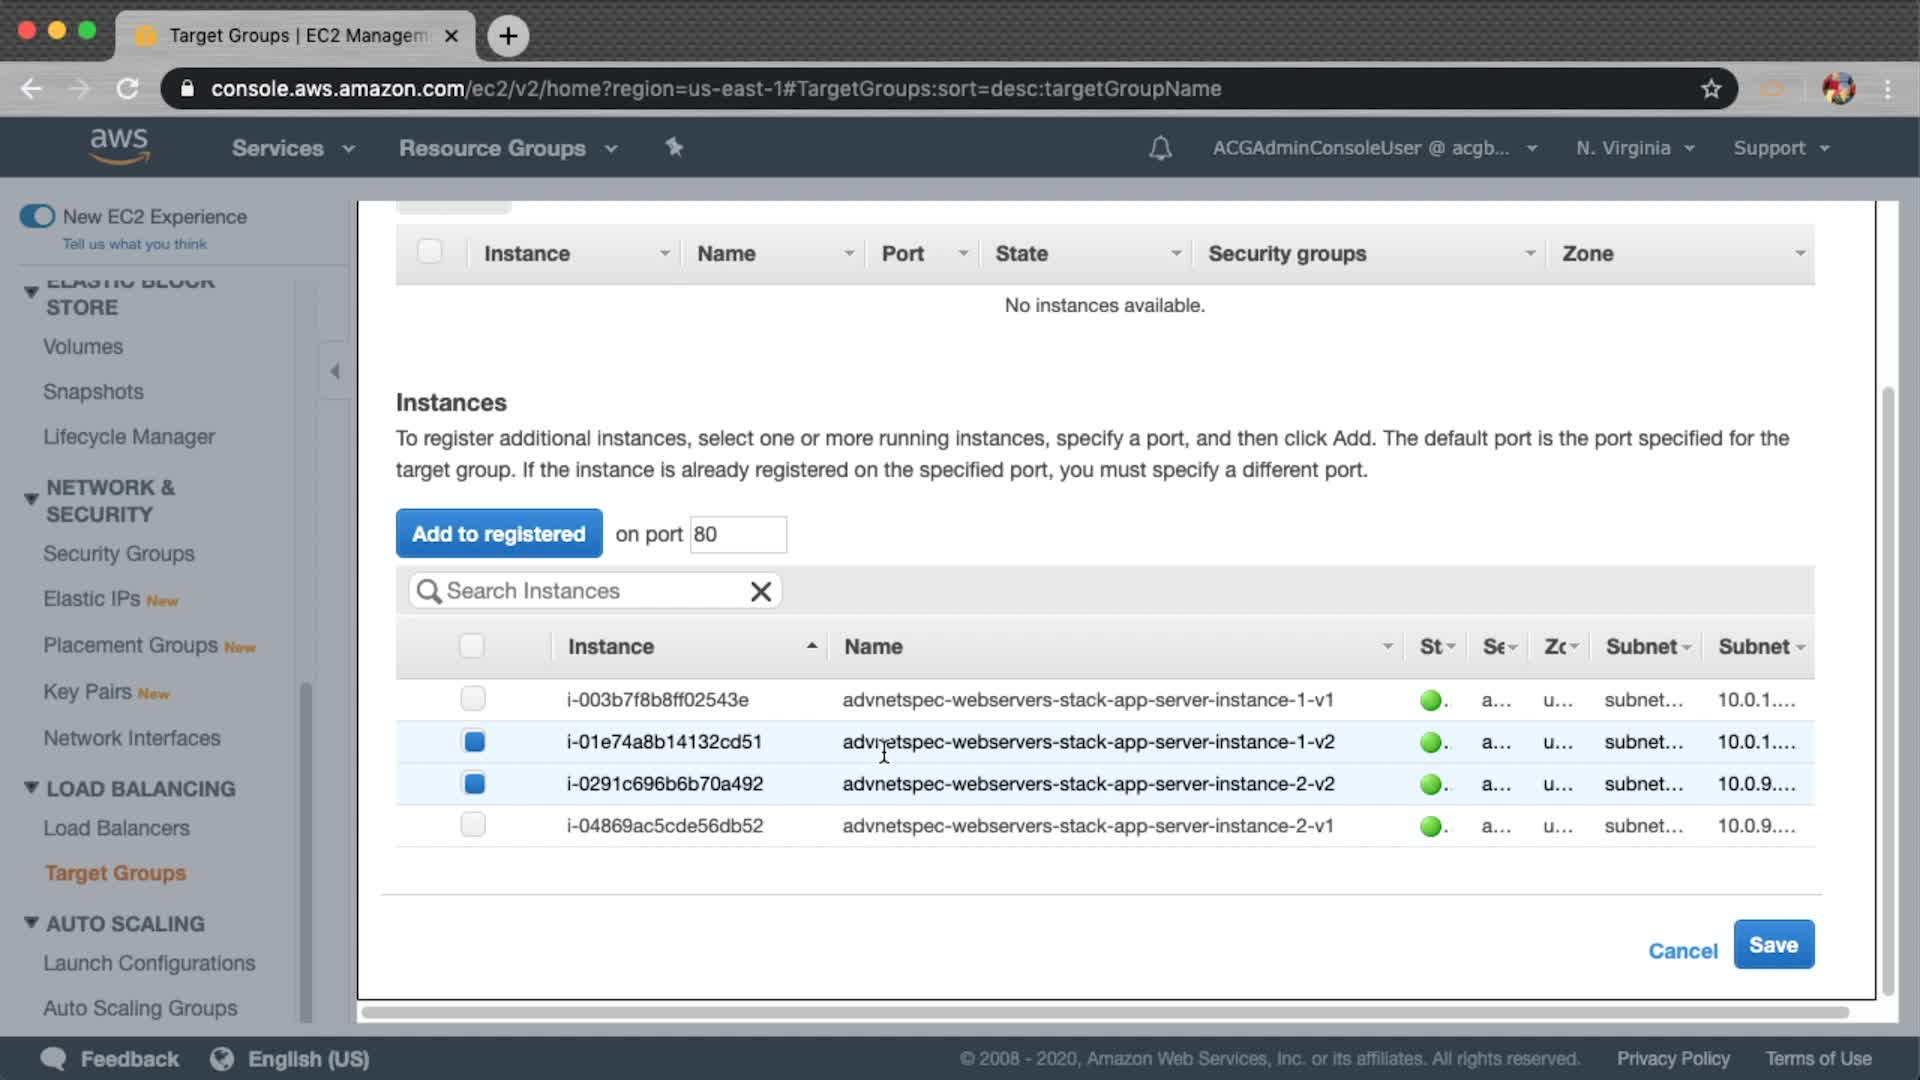 Target Groups | EC2 Managem
console.aws.amazon.com/ec2/v2/home?region=us-east-1#TargetGroups:sort=desc:targetGroupName
aws
Services
Resource Groups
ACGAdminConsoleUser @ acgb...
N. Virginia
Support
New EC2 Experience
Tell us what you think
ELASTIC BLOCK
STORE
Volumes
Snapshots
Lifecycle Manager
NETWORK &
SECURITY
Security Groups
Elastic IPs New
Placement Groups New
Key Pairs New
Network Interfaces
LOAD BALANCING
Load Balancers
Target Groups
AUTO SCALING
Launch Configurations
Auto Scaling Groups
Instance Name Port State Security groups Zone
No instances available.
Instances
To register additional instances, select one or more running instances, specify a port, and then click Add. The default port is the port specified for the
target group. If the instance is already registered on the specified port, you must specify a different port.
Add to registered on port 80
Search Instances
Instance Name St Se Zc Subnet Subnet
i-003b7f8b8ff02543e advnetspec-webservers-stack-app-server-instance-1-v1 . a... u... subnet... 10.0.1....
i-01e74a8b14132cd51 advnetspec-webservers-stack-app-server-instance-1-v2 . a... u... subnet... 10.0.1....
i-0291c696b6b70a492 advnetspec-webservers-stack-app-server-instance-2-v2 . a... u... subnet... 10.0.9....
i-04869ac5cde56db52 advnetspec-webservers-stack-app-server-instance-2-v1 . a... u... subnet... 10.0.9....
Cancel Save
Feedback
English (US)
© 2008 - 2020, Amazon Web Services, Inc. or its affiliates. All rights reserved.
Privacy Policy
Terms of Use